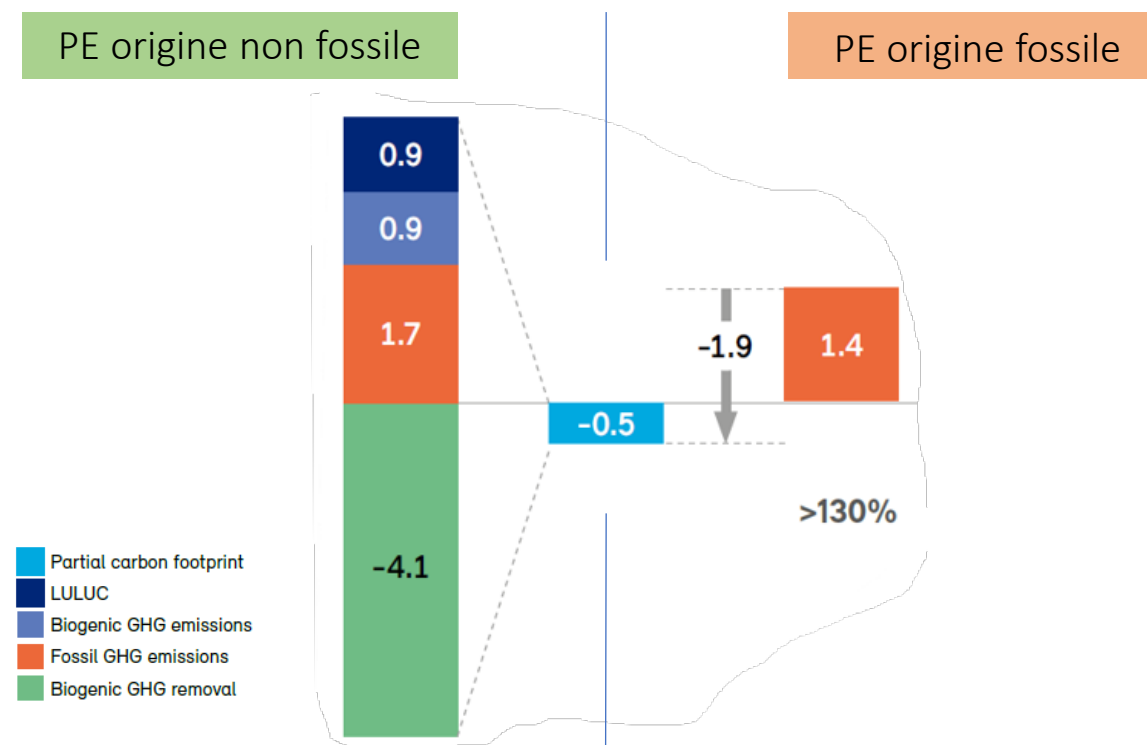 PE origine non fossile
PE origine fossile
0.9
0.9
1.7
-1.9
1.4
-0.5
>130%
-4.1
Partial carbon footprint
LULUC
Biogenic GHG emissions
Fossil GHG emissions
Biogenic GHG removal